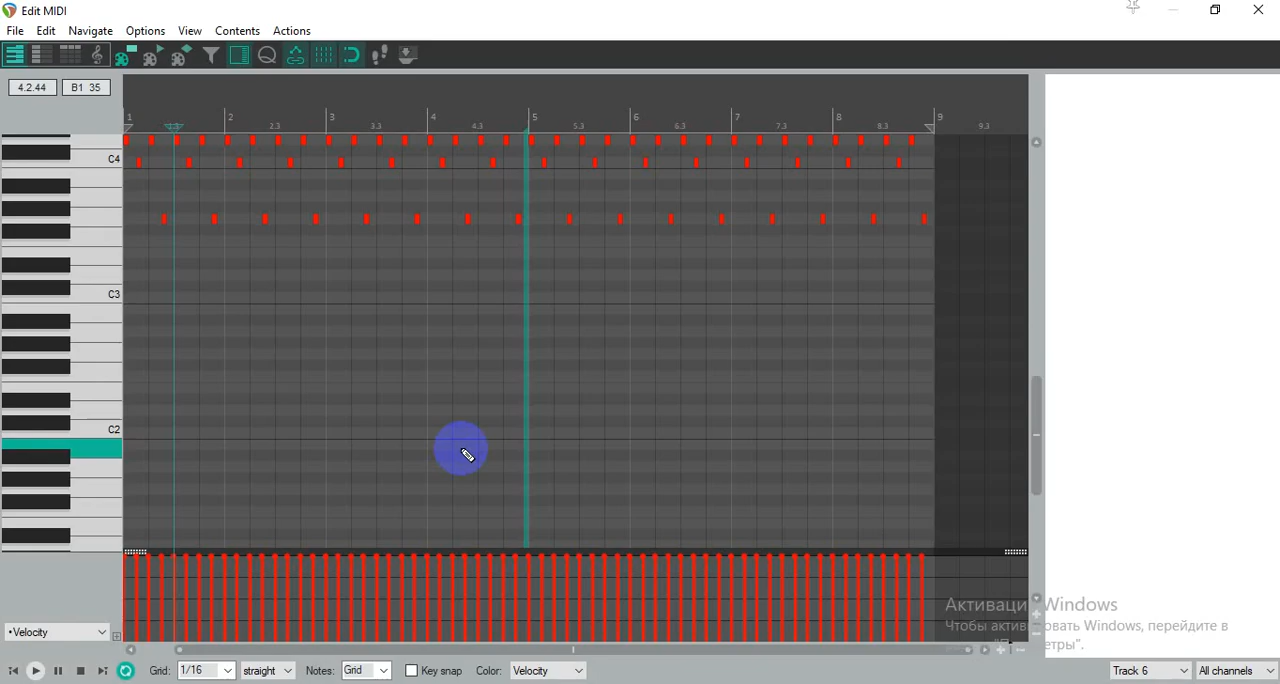 Edit MIDI
File Edit Navigate Options View Contents Actions
4.2.44 B1 35
1 2 3 4 5 6 7 8 9
2.3 3.3 4.3 5.3 6.3 7.3 8.3 9.3
C4
C3
C2
Активаци Windows
Чтобы актив ровать Windows, перейдите в
етры".
•Velocity
Grid: 1/16 straight Notes: Grid Key snap Color: Velocity Track 6 All channels